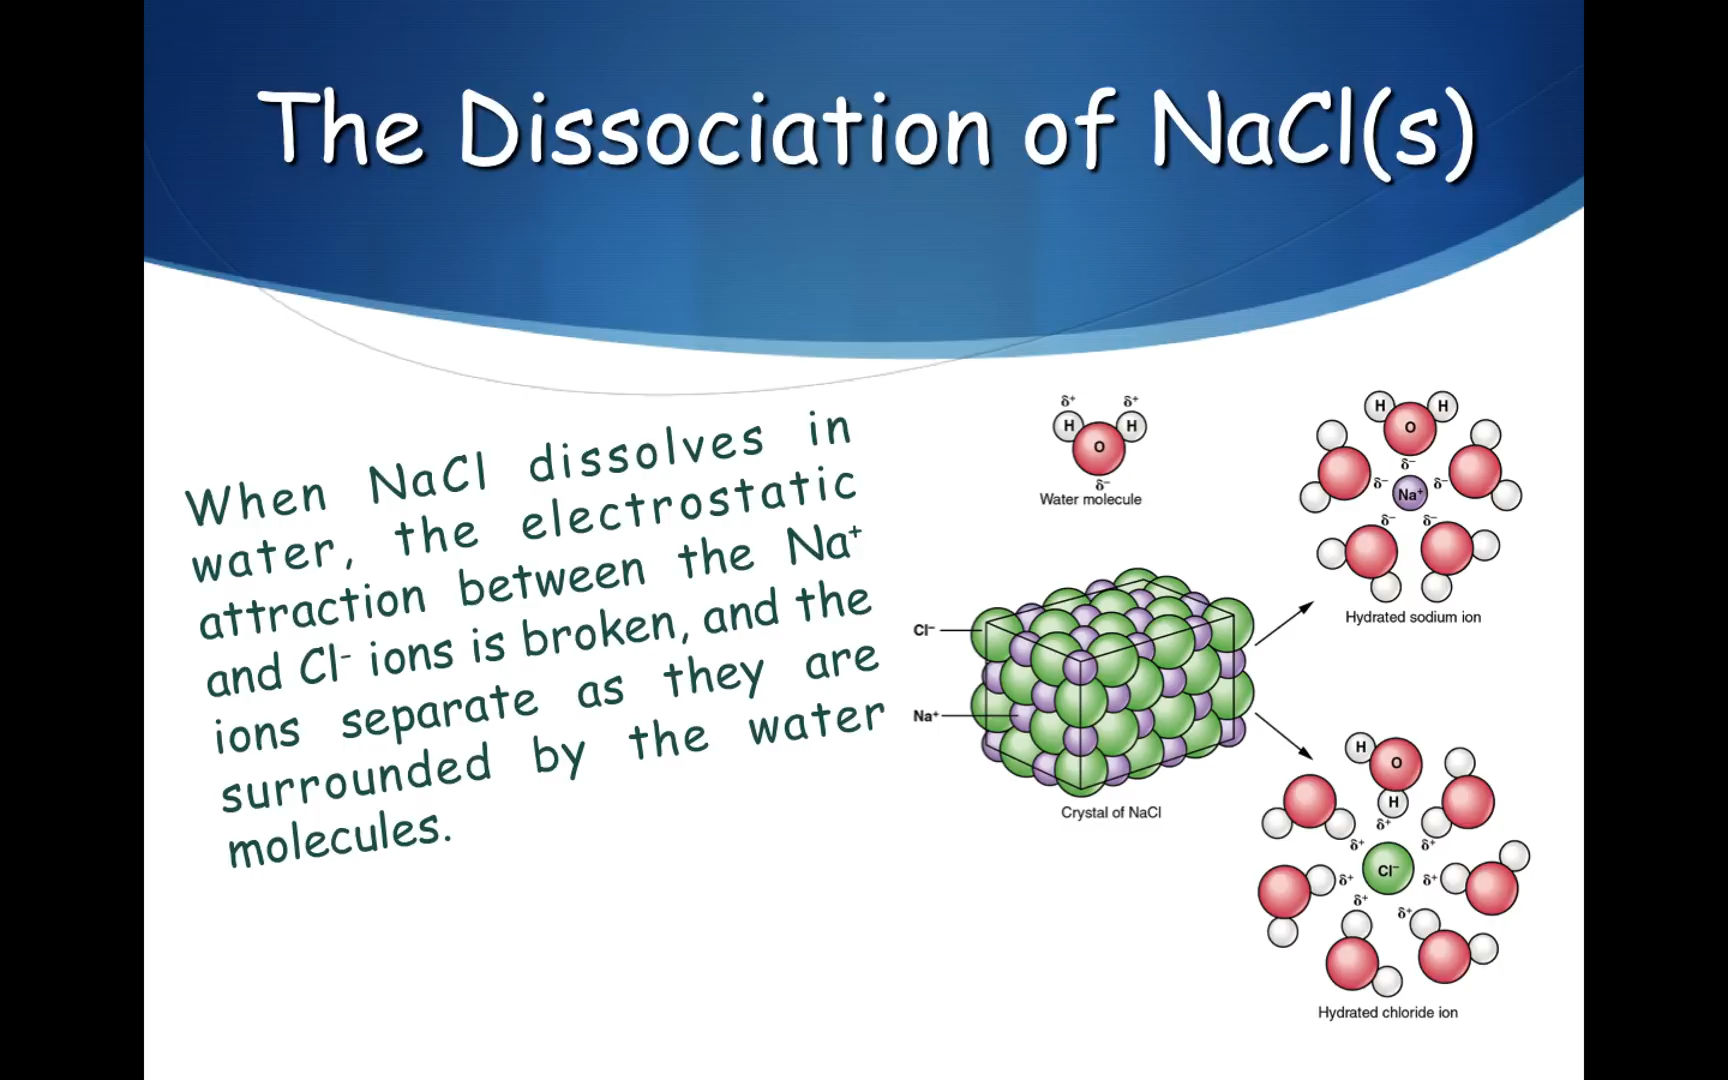 The Dissociation of NaCl(s)
When NaCl dissolves in
water, the electrostatic
attraction between the Na⁺
and Cl⁻ ions is broken, and the
ions separate as they are
surrounded by the water
molecules.
δ⁺ δ⁺
H H
O
δ⁻
Water molecule
H H
O
δ⁻
δ⁻ Na⁺ δ⁻
δ⁻ δ⁻
Hydrated sodium ion
Cl⁻
Na⁺
Crystal of NaCl
H O
H
δ⁺
δ⁺ δ⁺
Cl⁻
δ⁺ δ⁺
δ⁺ δ⁺
Hydrated chloride ion